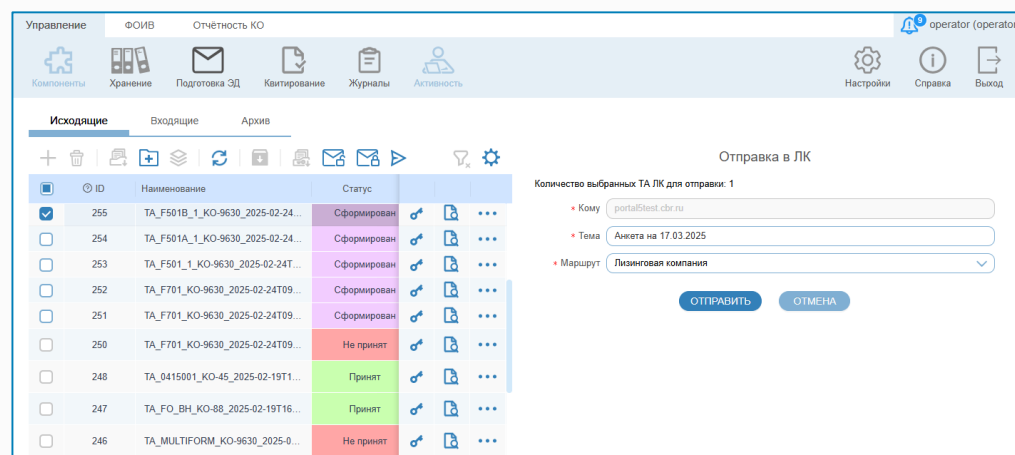 Управление ФОИВ Отчётность КО 9 operator (operator
Компоненты Хранение Подготовка ЭД Квитирование Журналы Активность Настройки Справка Выход
Исходящие Входящие Архив
Отправка в ЛК
ID Наименование Статус
Количество выбранных ТА ЛК для отправки: 1
255 TA_F501B_1_KO-9630_2025-02-24... Сформирован
* Кому portal5test.cbr.ru
254 TA_F501A_1_KO-9630_2025-02-24... Сформирован
* Тема Анкета на 17.03.2025
253 TA_F501_1_KO-9630_2025-02-24T... Сформирован
* Маршрут Лизинговая компания
252 TA_F701_KO-9630_2025-02-24T09... Сформирован
ОТПРАВИТЬ ОТМЕНА
251 TA_F701_KO-9630_2025-02-24T09... Сформирован
250 TA_F701_KO-9630_2025-02-24T09... Не принят
248 TA_0415001_KO-45_2025-02-19T1... Принят
247 TA_FO_BH_KO-88_2025-02-19T16... Принят
246 TA_MULTIFORM_KO-9630_2025-0... Не принят